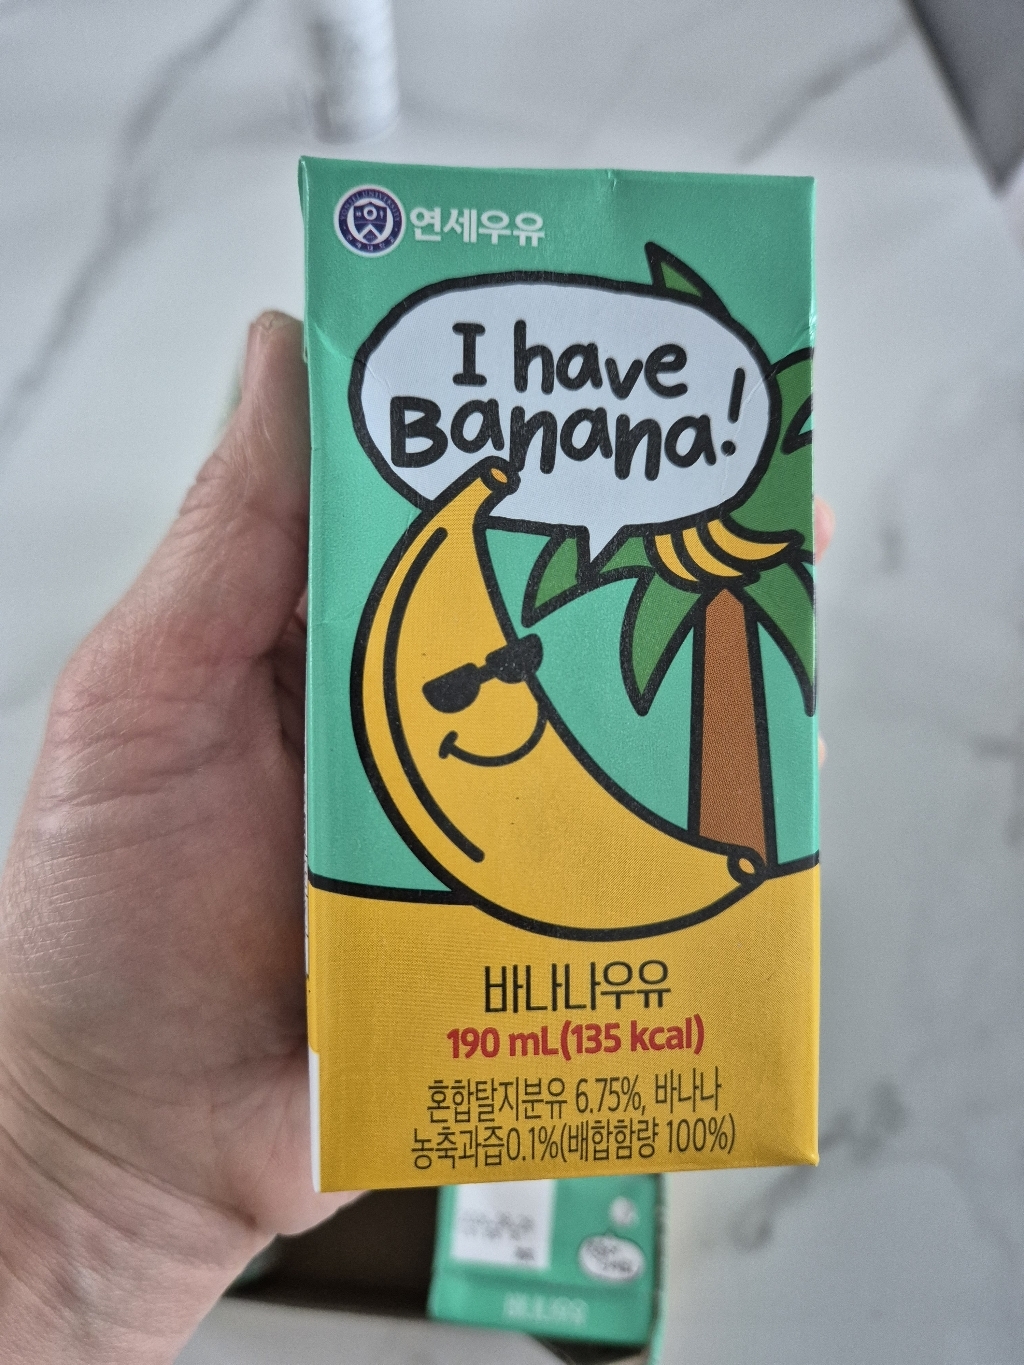 연세우유
I have
Banana!
바나나우유
190 mL(135 kcal)
혼합탈지분유 6.75%, 바나나
농축과즙0.1%(배합함량 100%)